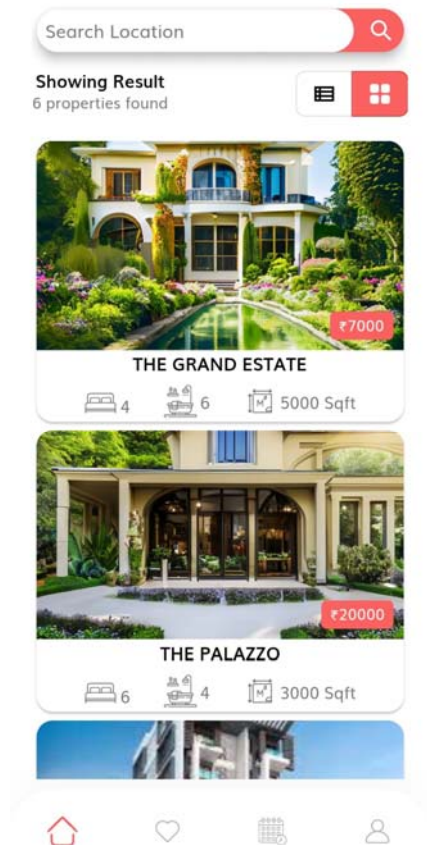 Search Location
Showing Result
6 properties found
₹7000
THE GRAND ESTATE
4 6 5000 Sqft
₹20000
THE PALAZZO
6 4 3000 Sqft